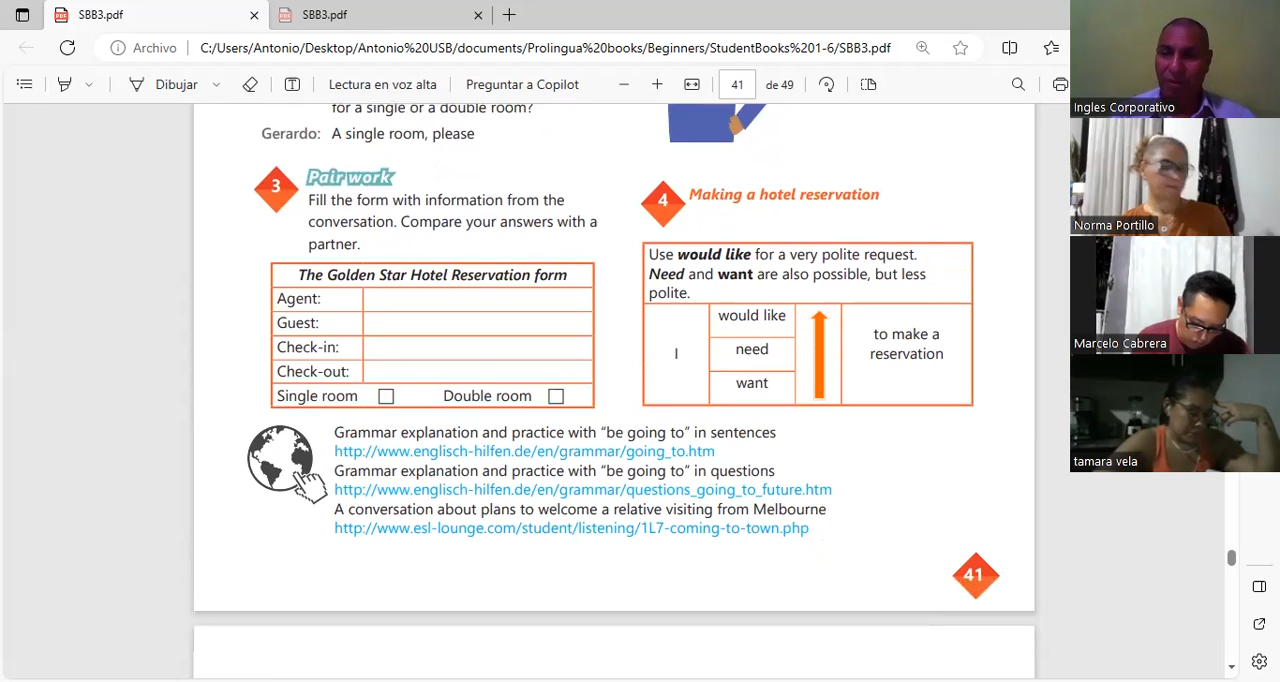 SBB3.pdf
SBB3.pdf
Archivo
C:/Users/Antonio/Desktop/Antonio%20USB/documents/Prolingua%20books/Beginners/StudentBooks%201-6/SBB3.pdf
Dibujar
Lectura en voz alta
Preguntar a Copilot
41
de 49
for a single or a double room?
Gerardo: A single room, please
3
Pair work
Fill the form with information from the
conversation. Compare your answers with a
partner.
The Golden Star Hotel Reservation form
Agent:
Guest:
Check-in:
Check-out:
Single room
Double room
4
Making a hotel reservation
Use would like for a very polite request.
Need and want are also possible, but less
polite.
I
would like
need
want
to make a
reservation
Grammar explanation and practice with “be going to” in sentences
http://www.englisch-hilfen.de/en/grammar/going_to.htm
Grammar explanation and practice with “be going to” in questions
http://www.englisch-hilfen.de/en/grammar/questions_going_to_future.htm
A conversation about plans to welcome a relative visiting from Melbourne
http://www.esl-lounge.com/student/listening/1L7-coming-to-town.php
41
Ingles Corporativo
Norma Portillo
Marcelo Cabrera
tamara vela